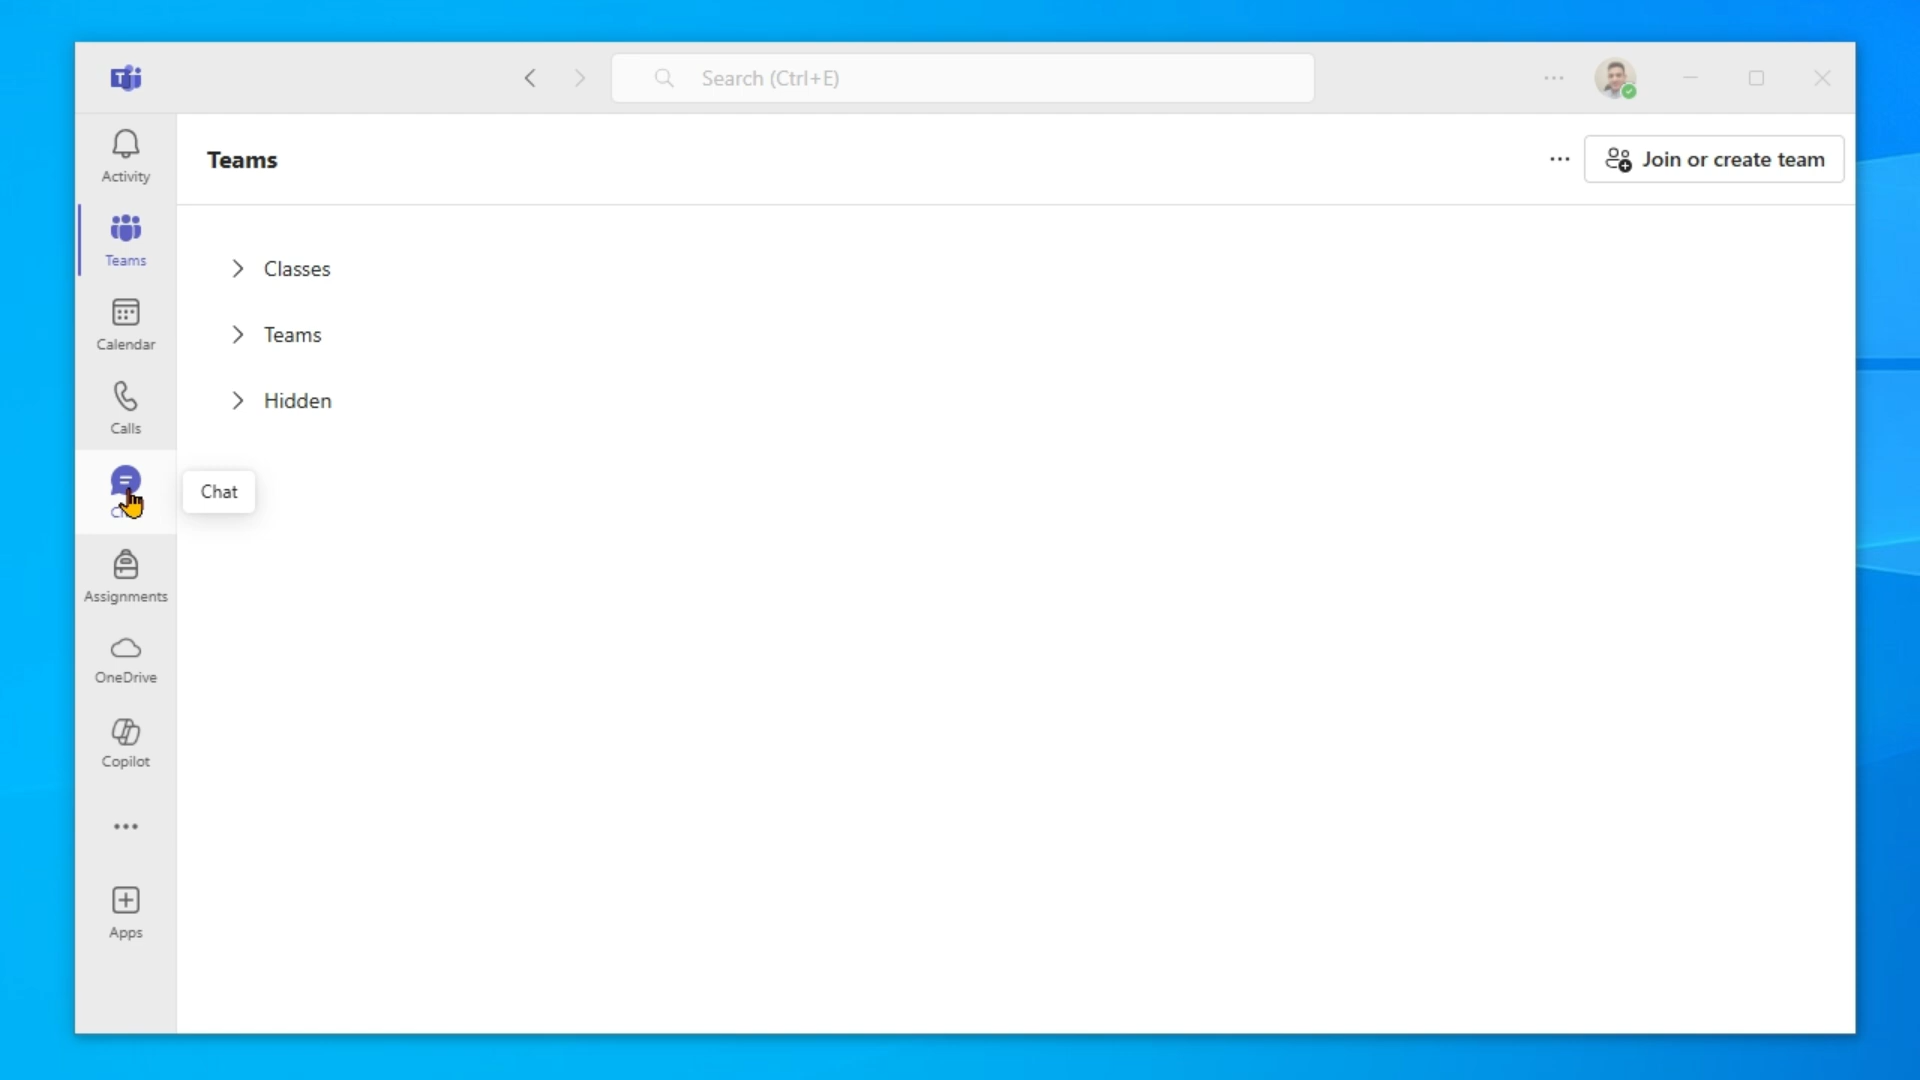 Search (Ctrl+E)
Activity
Teams
Join or create team
Teams
Classes
Calendar
Teams
Calls
Hidden
Chat
Assignments
OneDrive
Copilot
Apps